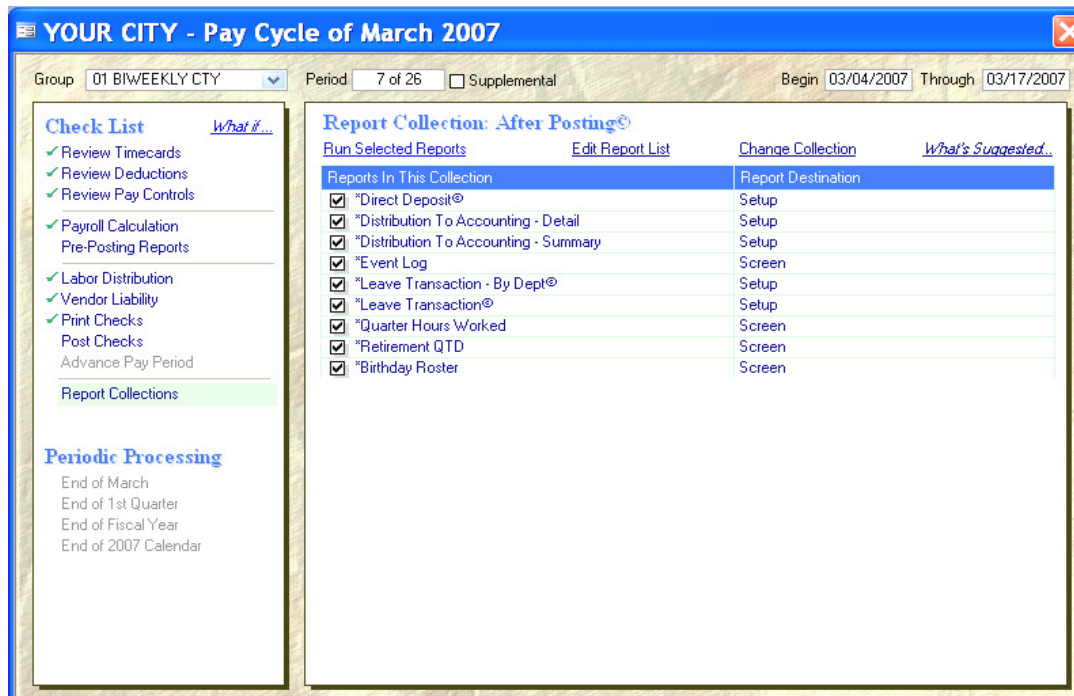 YOUR CITY - Pay Cycle of March 2007
Group 01 BIWEEKLY CTY Period 7 of 26 Supplemental Begin 03/04/2007 Through 03/17/2007
Check List What if...
Review Timecards
Review Deductions
Review Pay Controls
Payroll Calculation
Pre-Posting Reports
Labor Distribution
Vendor Liability
Print Checks
Post Checks
Advance Pay Period
Report Collections
Periodic Processing
End of March
End of 1st Quarter
End of Fiscal Year
End of 2007 Calendar
Report Collection: After Posting©
Run Selected Reports Edit Report List Change Collection What's Suggested...
Reports In This Collection Report Destination
*Direct Deposit© Setup
*Distribution To Accounting - Detail Setup
*Distribution To Accounting - Summary Setup
*Event Log Screen
*Leave Transaction - By Dept© Setup
*Leave Transaction© Setup
*Quarter Hours Worked Screen
*Retirement QTD Screen
*Birthday Roster Screen